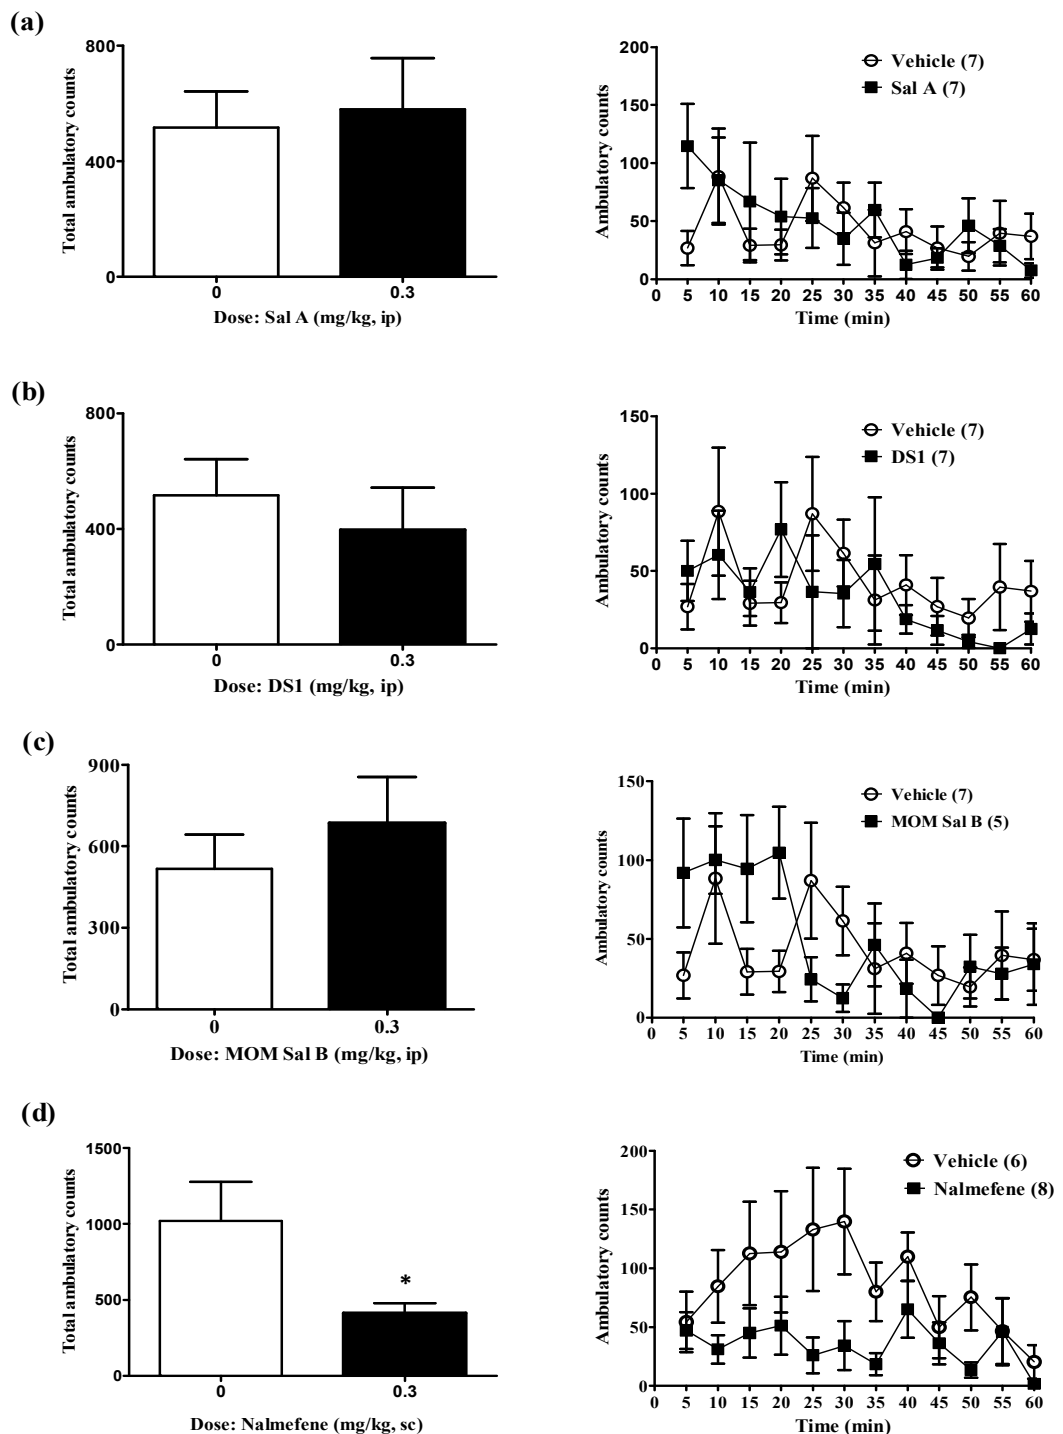 (a)
800
400
0
Total ambulatory counts
0 0.3
Dose: Sal A (mg/kg, ip)
200
150
100
50
0
Ambulatory counts
Vehicle (7)
Sal A (7)
0 5 10 15 20 25 30 35 40 45 50 55 60
Time (min)
(b)
800
400
0
Total ambulatory counts
0 0.3
Dose: DS1 (mg/kg, ip)
150
100
50
0
Ambulatory counts
Vehicle (7)
DS1 (7)
0 5 10 15 20 25 30 35 40 45 50 55 60
Time (min)
(c)
900
600
300
0
Total ambulatory counts
0 0.3
Dose: MOM Sal B (mg/kg, ip)
150
100
50
0
Ambulatory counts
Vehicle (7)
MOM Sal B (5)
0 5 10 15 20 25 30 35 40 45 50 55 60
Time (min)
(d)
1500
1000
500
0
Total ambulatory counts
*
0 0.3
Dose: Nalmefene (mg/kg, sc)
200
150
100
50
0
Ambulatory counts
Vehicle (6)
Nalmefene (8)
0 5 10 15 20 25 30 35 40 45 50 55 60
Time (min)